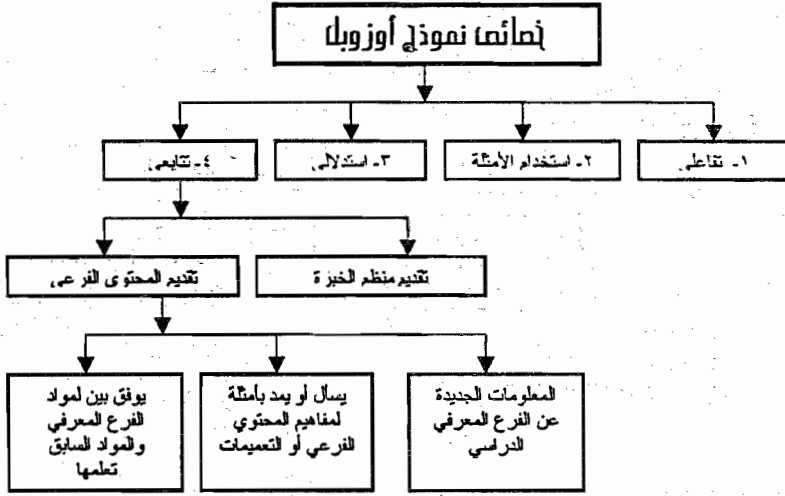 خصائص نموذج أوزوبل
١- تفاعلي
٢- استخدام الأمثلة
٣- استدلالي
٤- تتابعي
تقديم منظم الخبرة
تقديم المحتوى الفرعي
المعلومات الجديدة
عن الفرع المعرفي
الدراسي
يسأل أو يمد بأمثلة
لمفاهيم المحتوي
الفرعي أو التعميمات
يوفق بين لمواد
الفرع المعرفي
والمواد السابق
تعلمها